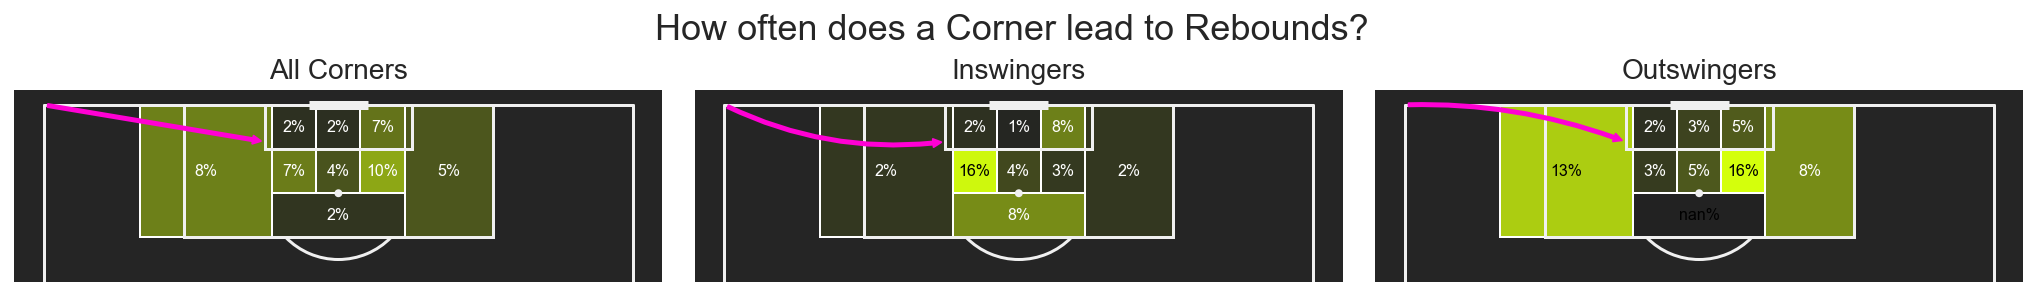 How often does a Corner lead to Rebounds?
All Corners Inswingers Outswingers
2% 2% 7% 2% 1% 8% 2% 3% 5%
8% 7% 4% 10% 5% 2% 16% 4% 3% 2% 13% 3% 5% 16% 8%
2% 8% nan%